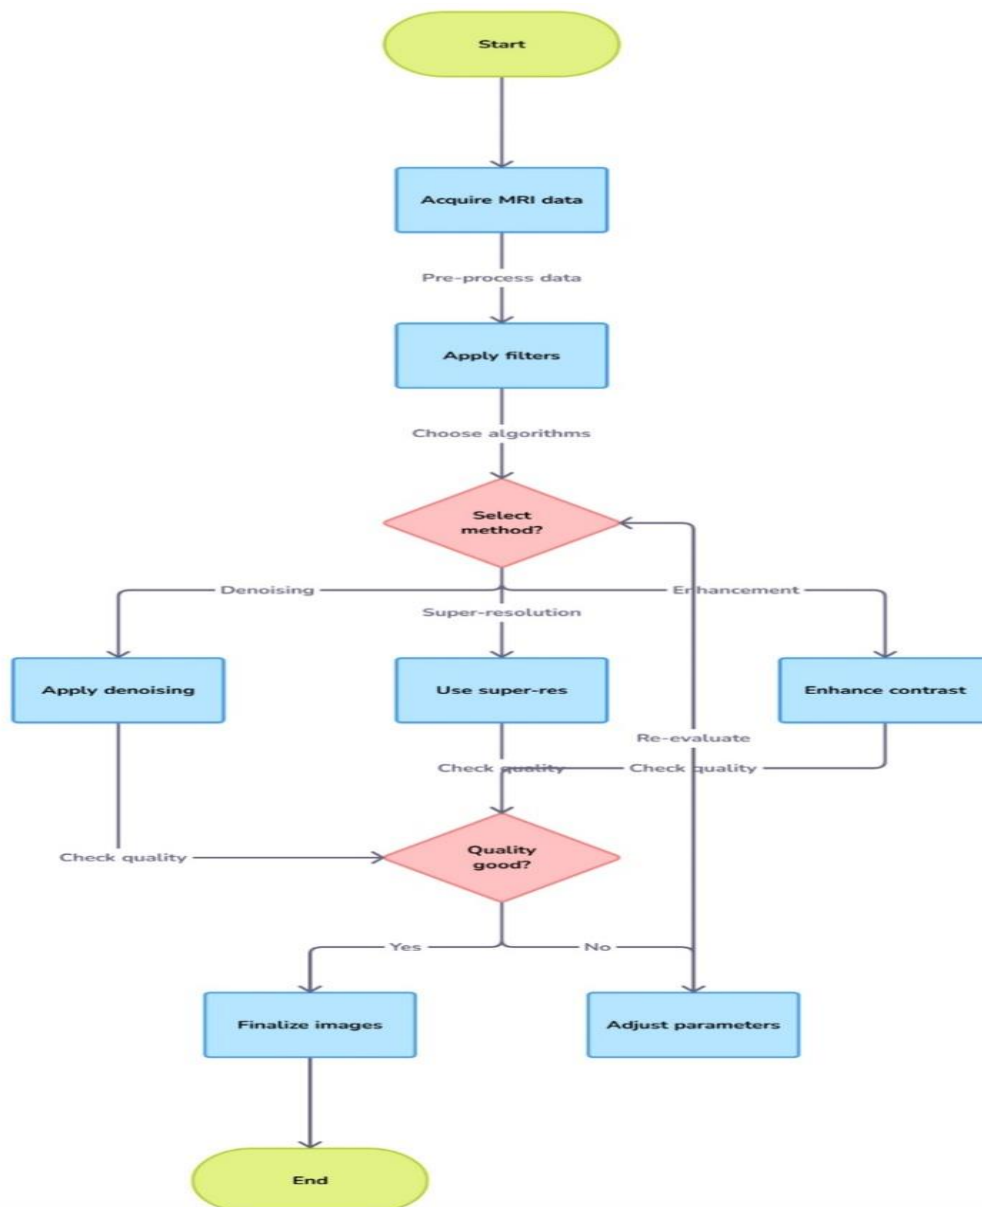 Start
Acquire MRI data
Pre-process data
Apply filters
Choose algorithms
Select
method?
Denoising
Super-resolution
Enhancement
Apply denoising
Use super-res
Enhance contrast
Re-evaluate
Check quality
Check quality
Check quality
Quality
good?
Yes
No
Finalize images
Adjust parameters
End